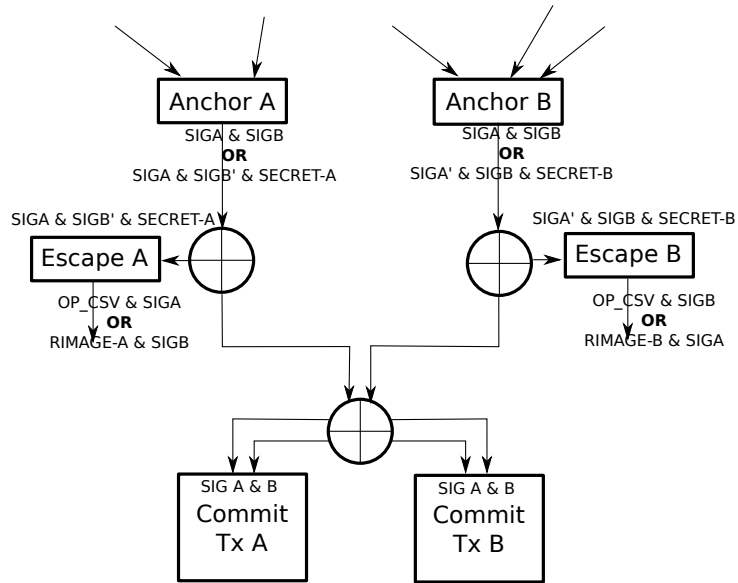 Anchor A
SIGA & SIGB
OR
SIGA & SIGB' & SECRET-A
Anchor B
SIGA & SIGB
OR
SIGA' & SIGB & SECRET-B
SIGA & SIGB' & SECRET-A
Escape A
OP_CSV & SIGA
OR
RIMAGE-A & SIGB
SIGA' & SIGB & SECRET-B
Escape B
OP_CSV & SIGB
OR
RIMAGE-B & SIGA
SIG A & B
Commit
Tx A
SIG A & B
Commit
Tx B